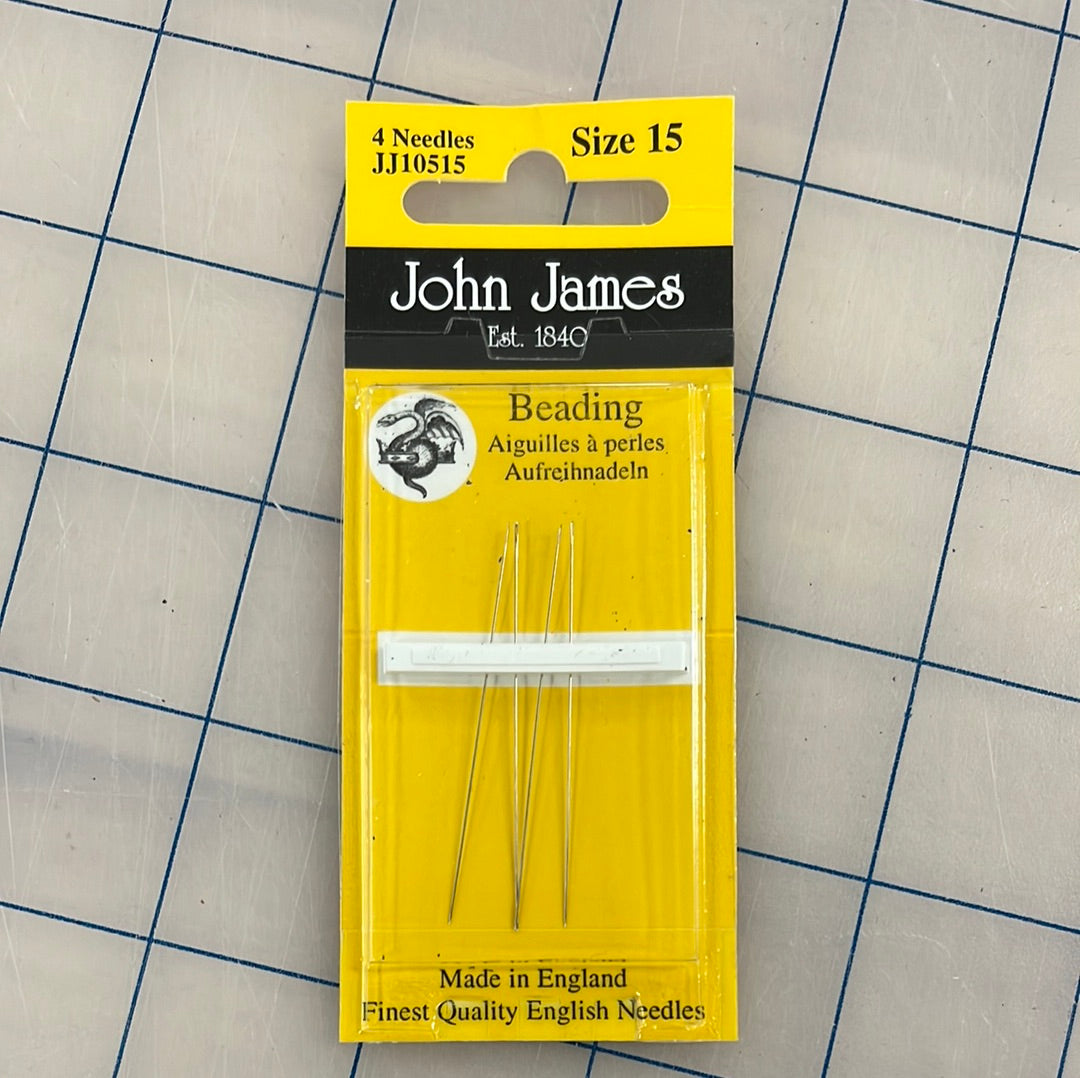 4 Needles
JJ10515
Size 15
John James
Est. 1840
Beading
Aiguilles à perles
Aufreihnadeln
Made in England
Finest Quality English Needles